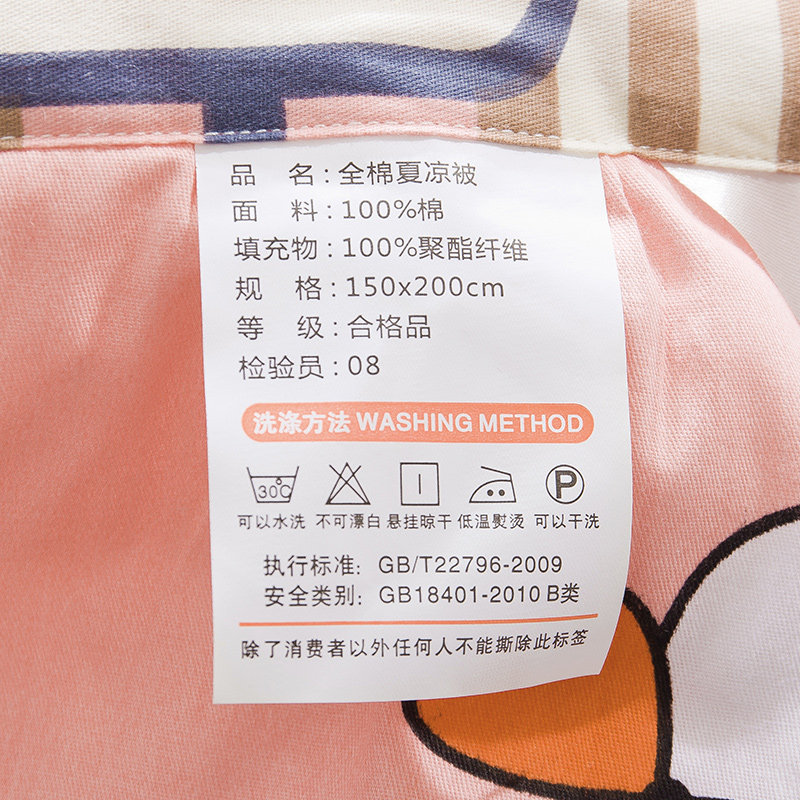 品 名：全棉夏凉被
面 料：100%棉
填充物：100%聚酯纤维
规 格：150x200cm
等 级：合格品
检验员：08
洗涤方法 WASHING METHOD
30℃ P
可以水洗 不可漂白 悬挂晾干 低温熨烫 可以干洗
执行标准：GB/T22796-2009
安全类别：GB18401-2010 B类
除了消费者以外任何人不能撕除此标签